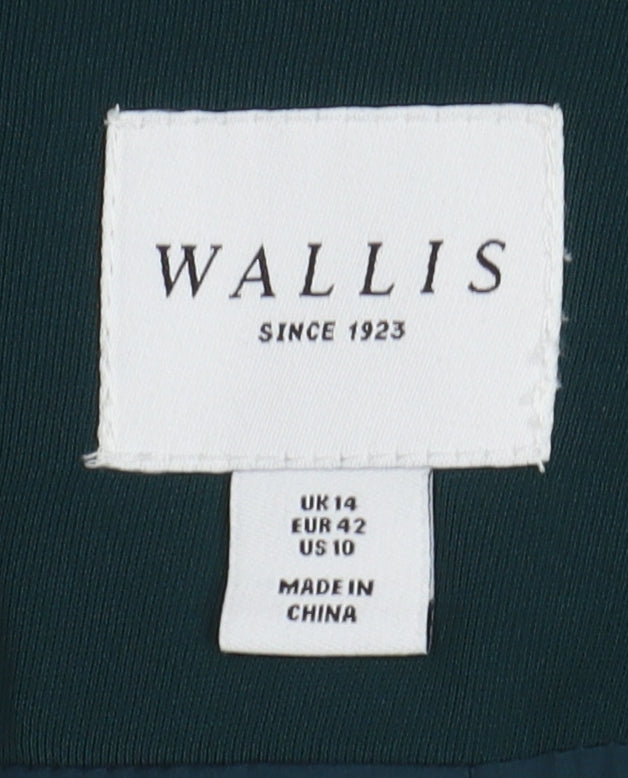 WALLIS
SINCE 1923
UK 14
EUR 42
US 10
MADE IN
CHINA